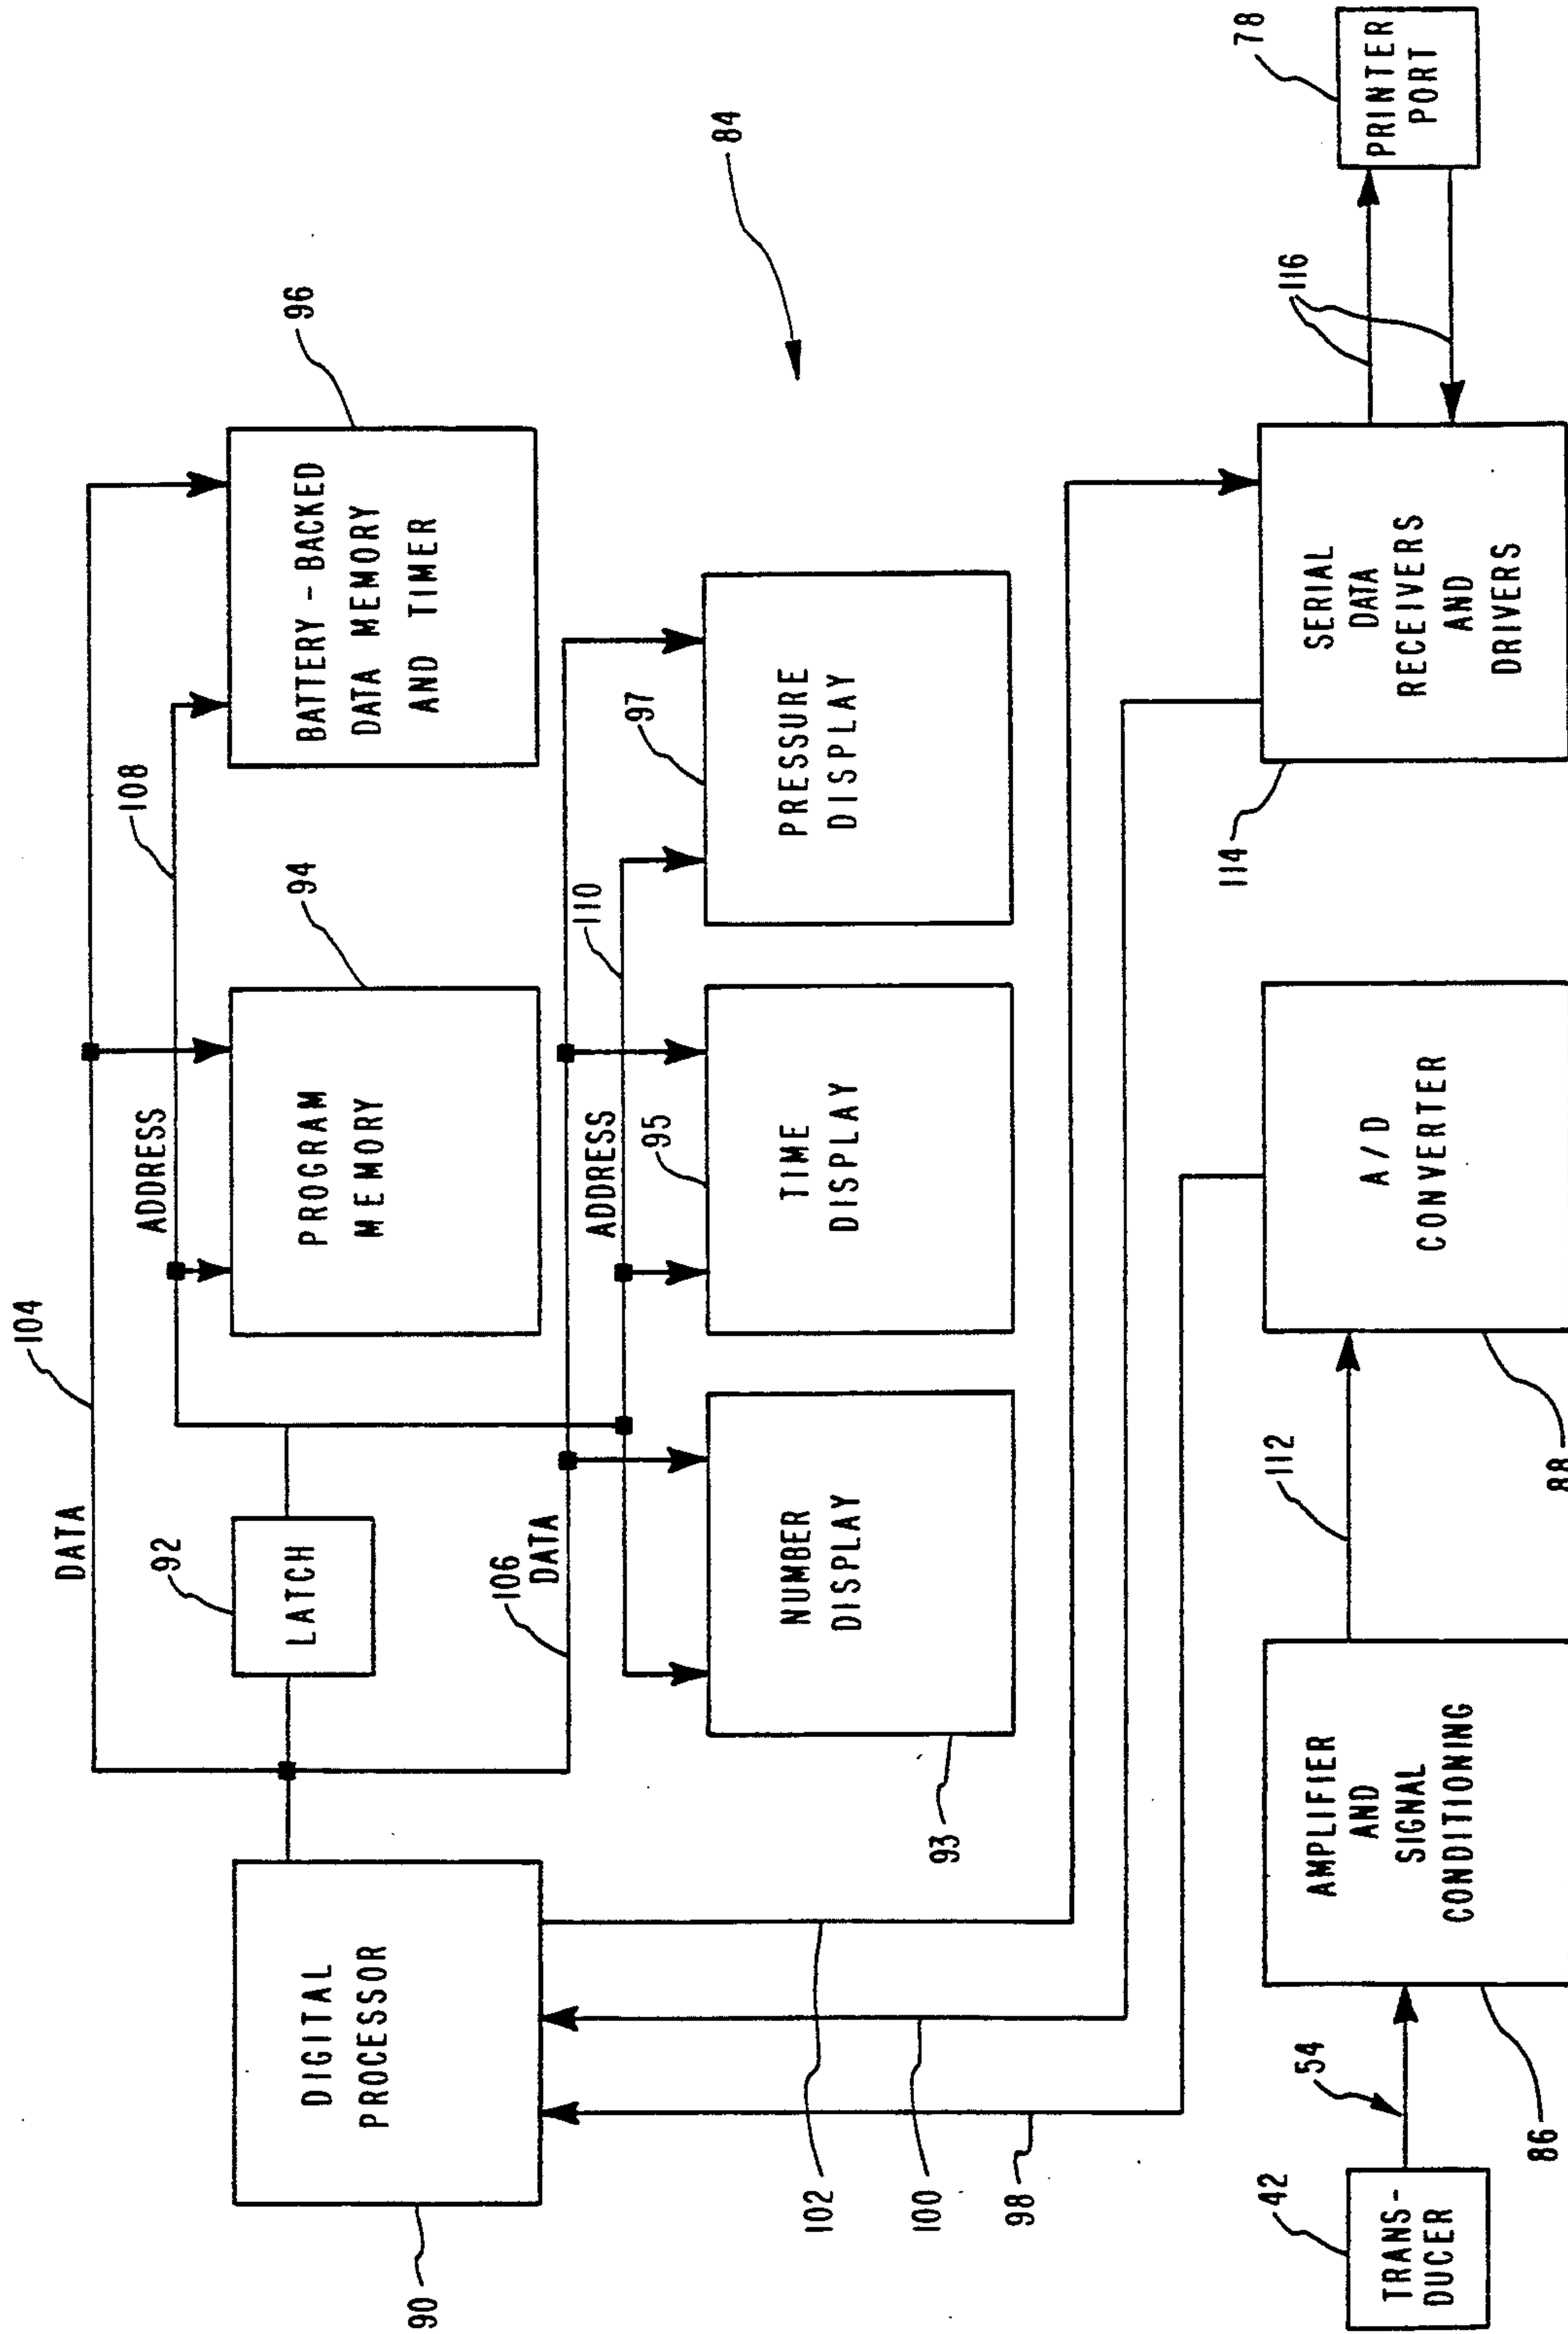 104
DATA
92
LATCH
ADDRESS
108
94
PROGRAM
MEMORY
96
BATTERY - BACKED
DATA MEMORY
AND TIMER
84
90
DIGITAL
PROCESSOR
106
DATA
ADDRESS
110
93
NUMBER
DISPLAY
95
TIME
DISPLAY
97
PRESSURE
DISPLAY
102
100
98
42
TRANS-
DUCER
54
86
AMPLIFIER
AND
SIGNAL
CONDITIONING
112
88
A/D
CONVERTER
114
SERIAL
DATA
RECEIVERS
AND
DRIVERS
116
78
PRINTER
PORT